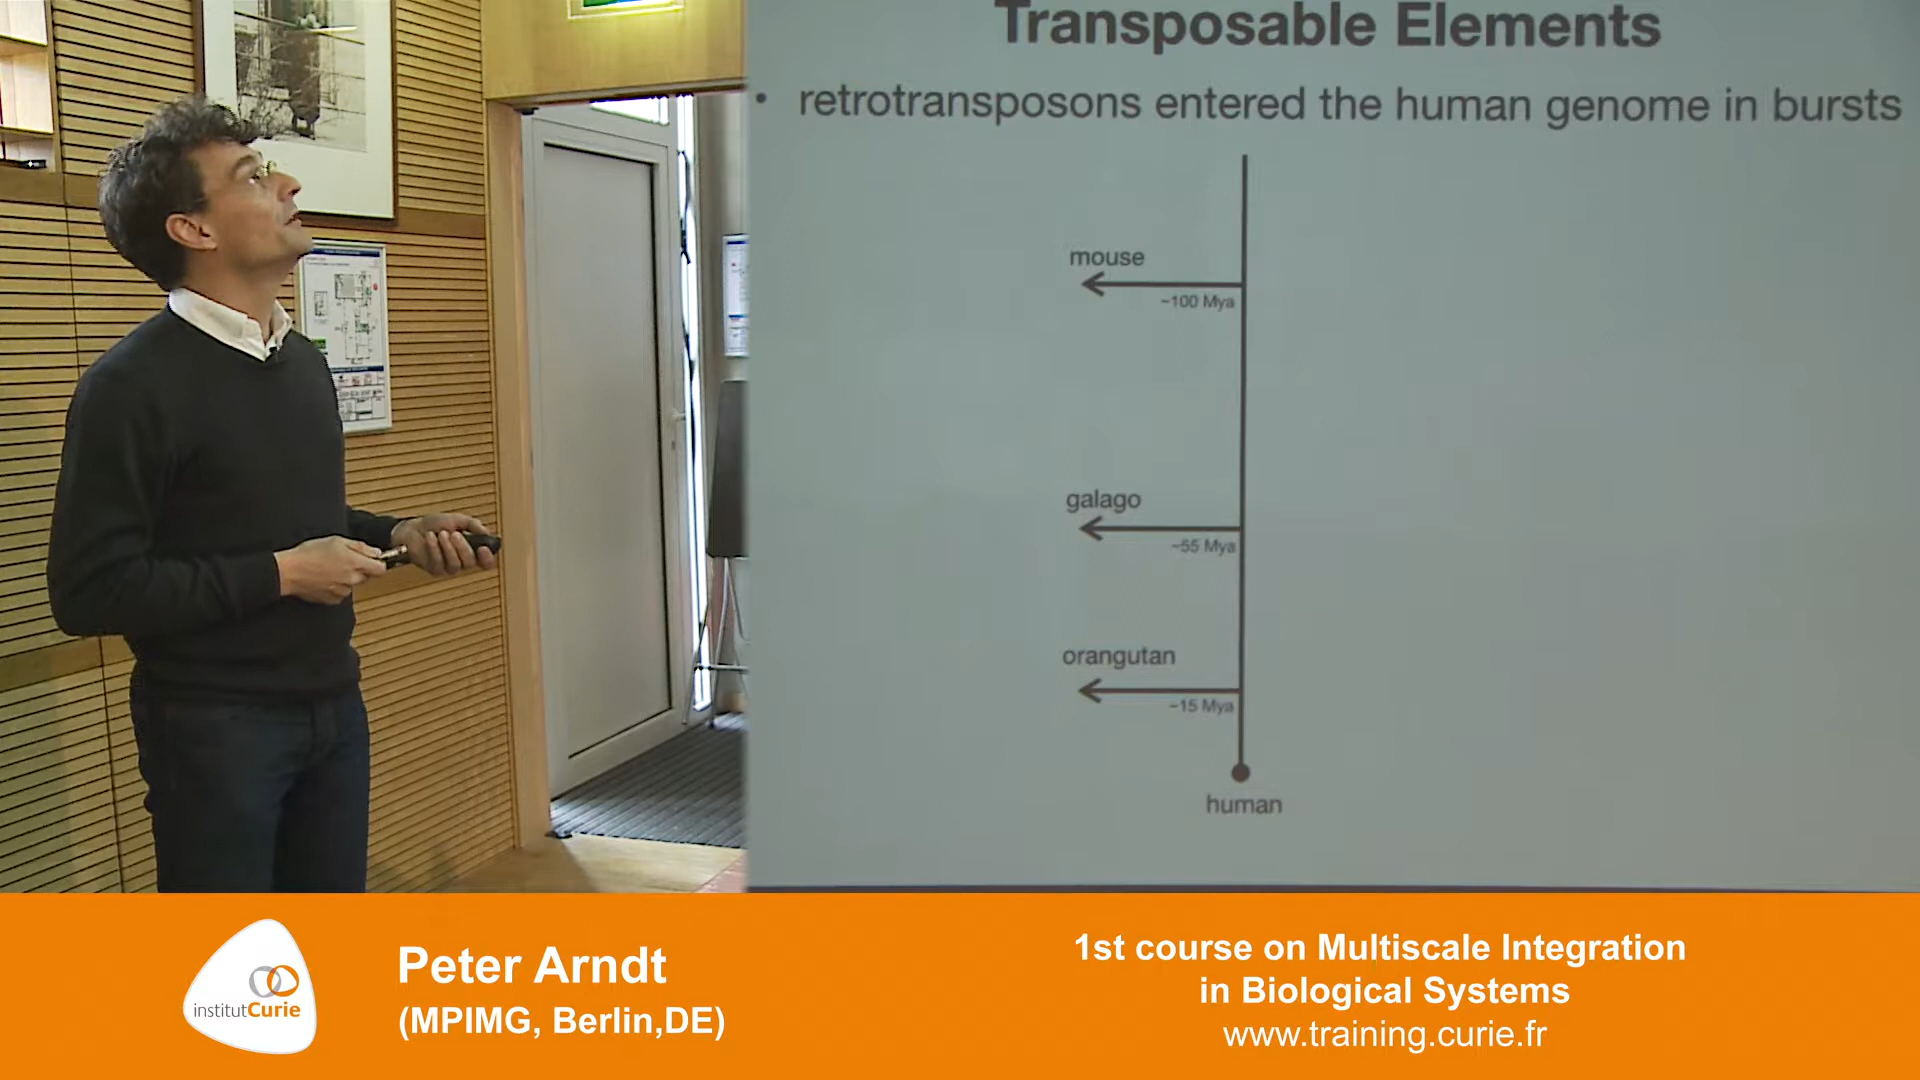 Transposable Elements
• retrotransposons entered the human genome in bursts
mouse
~100 Mya
galago
~55 Mya
orangutan
~15 Mya
human
institutCurie
Peter Arndt
(MPIMG, Berlin,DE)
1st course on Multiscale Integration
in Biological Systems
www.training.curie.fr